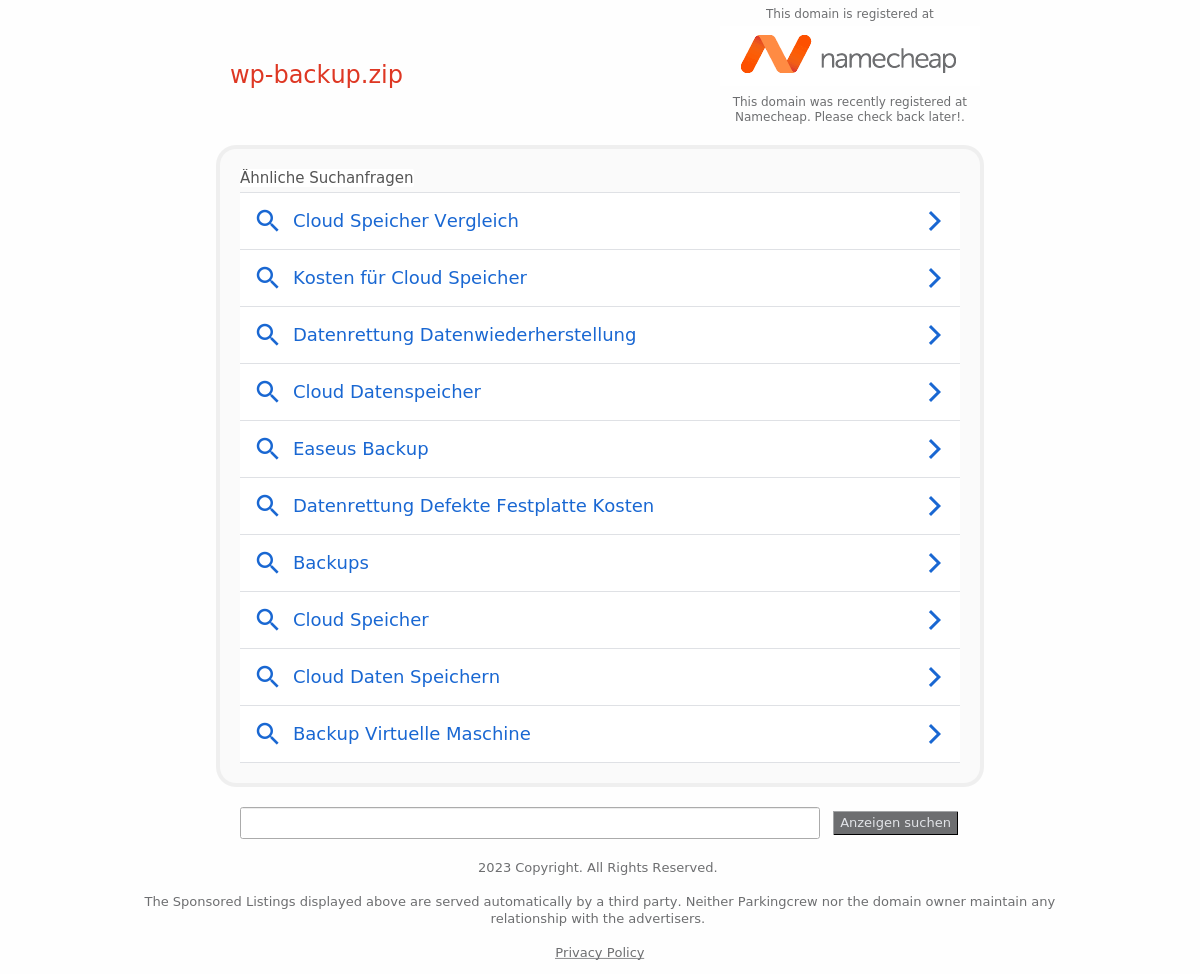 This domain is registered at
namecheap
wp-backup.zip
This domain was recently registered at
Namecheap. Please check back later!.
Ähnliche Suchanfragen
Cloud Speicher Vergleich
Kosten für Cloud Speicher
Datenrettung Datenwiederherstellung
Cloud Datenspeicher
Easeus Backup
Datenrettung Defekte Festplatte Kosten
Backups
Cloud Speicher
Cloud Daten Speichern
Backup Virtuelle Maschine
Anzeigen suchen
2023 Copyright. All Rights Reserved.
The Sponsored Listings displayed above are served automatically by a third party. Neither Parkingcrew nor the domain owner maintain any
relationship with the advertisers.
Privacy Policy